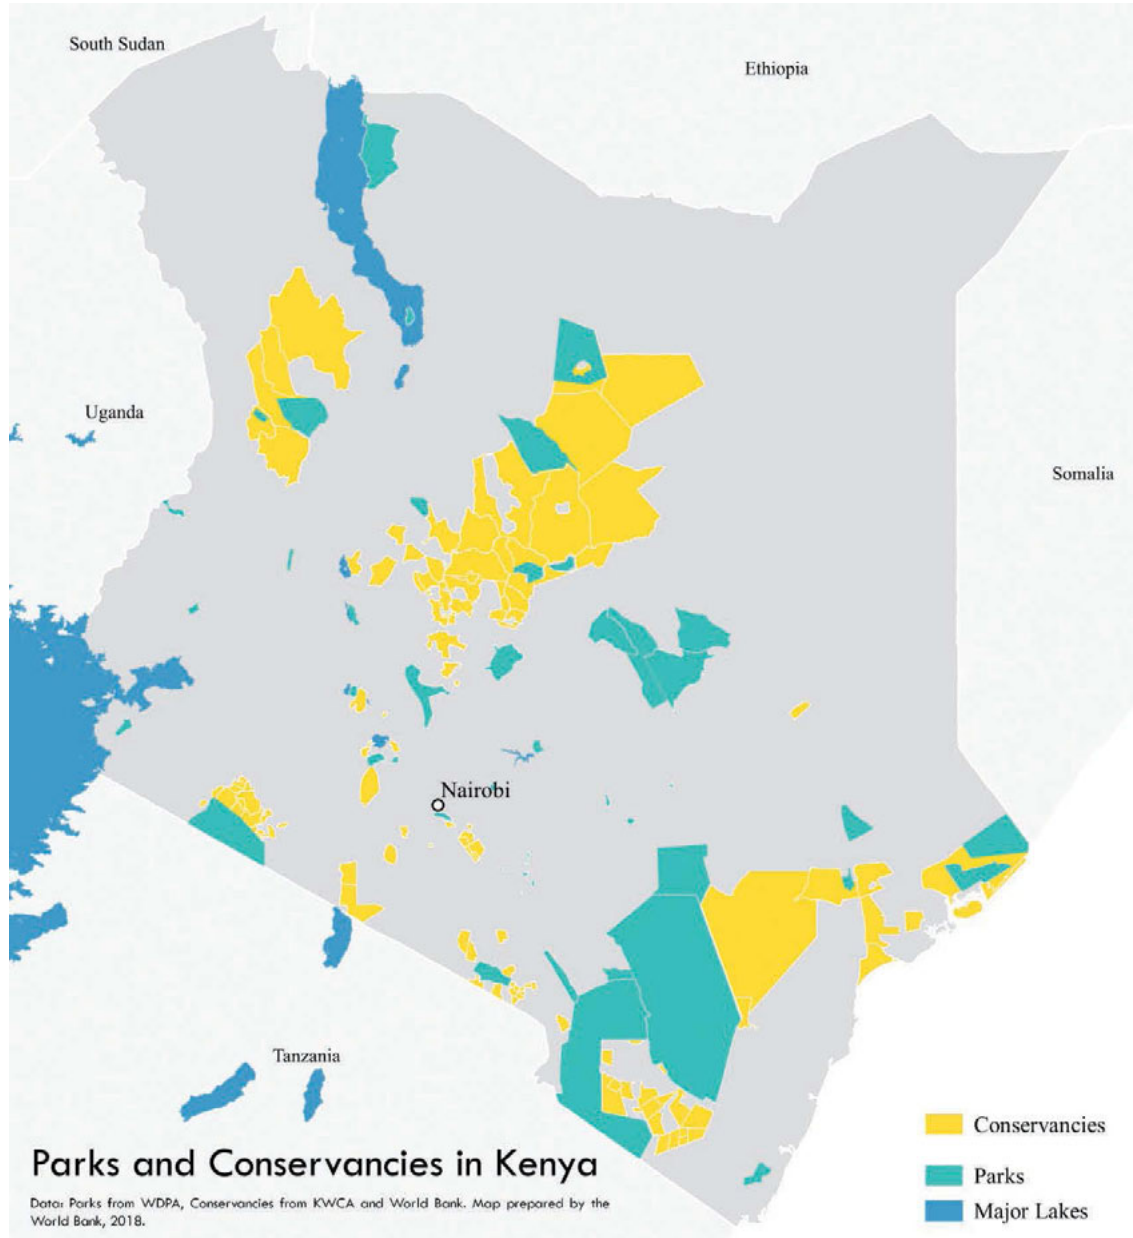 South Sudan
Ethiopia
Uganda
Somalia
Nairobi
Tanzania
Conservancies
Parks and Conservancies in Kenya
Parks
Data: Parks from WDPA, Conservancies from KWCA and World Bank. Map prepared by the
World Bank, 2018.
Major Lakes